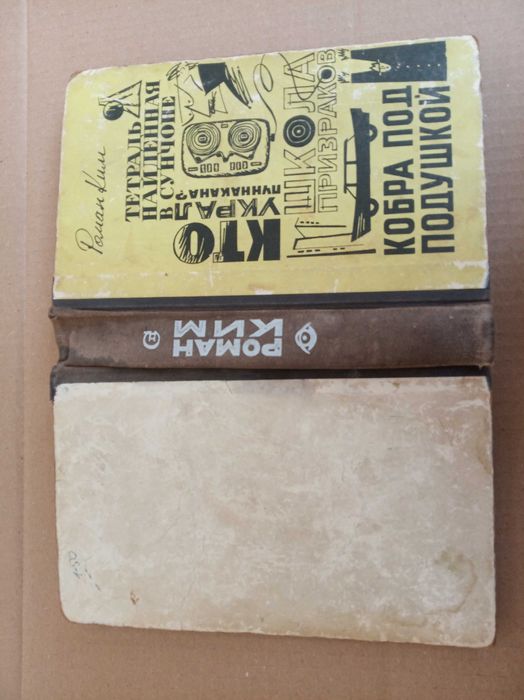 Роман Ким
ТЕТРАДЬ
НАЙДЕННАЯ
В СУНЧОНЕ
КТО
УКРАЛ
ПУННАКАНА?
ШКОЛА
ПРИЗРАКОВ
КОБРА ПОД
ПОДУШКОЙ
РОМАН
КИМ